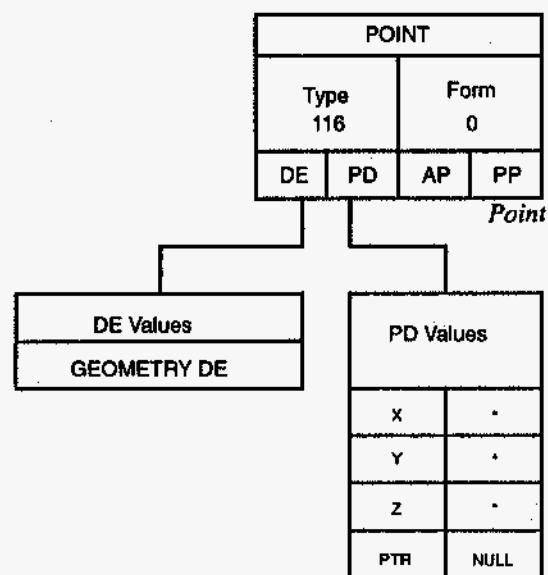 POINT
Type Form
116 0
DE PD AP PP
Point
DE Values
GEOMETRY DE
PD Values
X *
Y *
Z *
PTR NULL